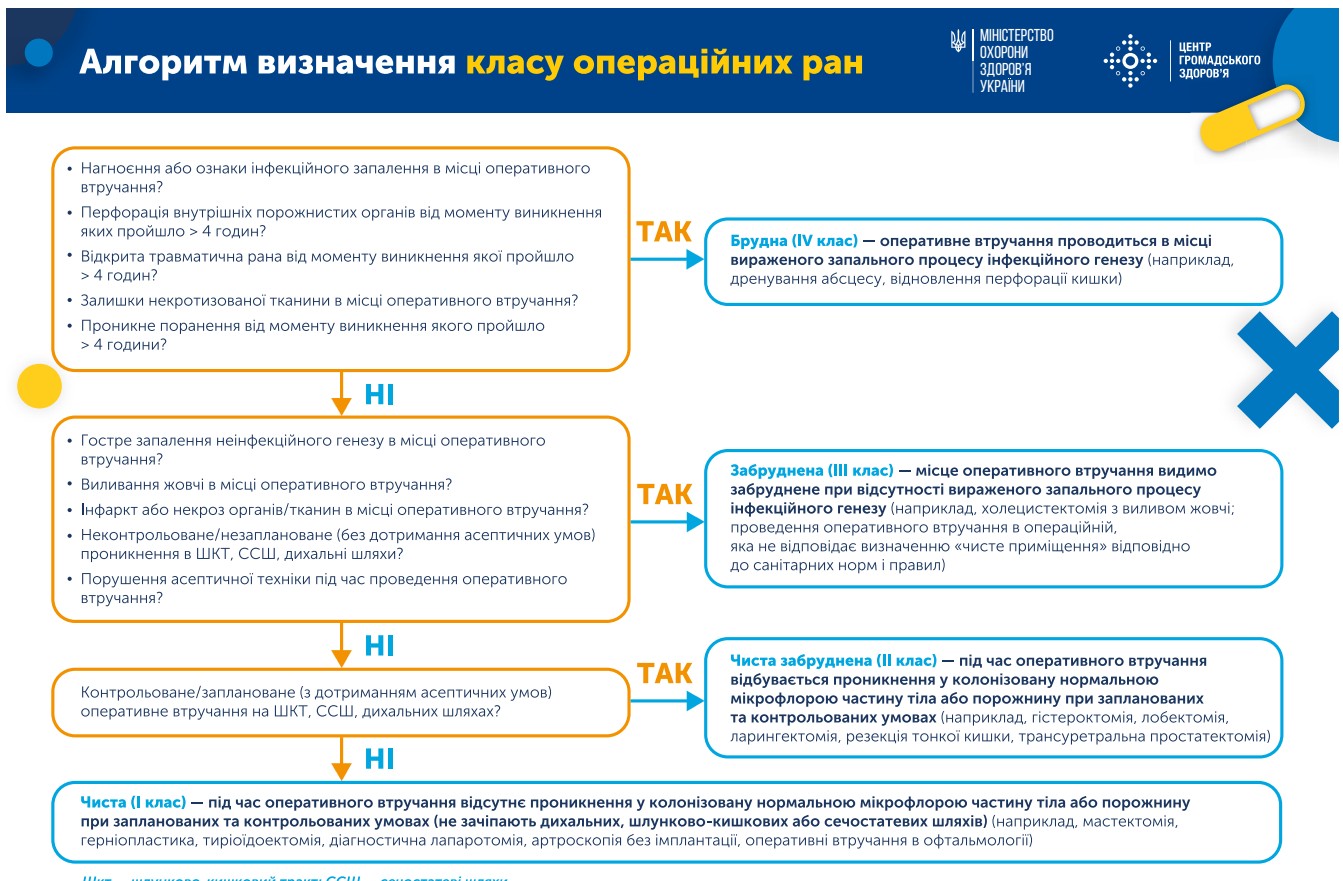 Алгоритм визначення класу операційних ран
МІНІСТЕРСТВО
ОХОРОНИ
ЗДОРОВ'Я
УКРАЇНИ
ЦЕНТР
ГРОМАДСЬКОГО
ЗДОРОВ'Я
• Нагноєння або ознаки інфекційного запалення в місці оперативного
втручання?
• Перфорація внутрішніх порожнистих органів від моменту виникнення
яких пройшло > 4 годин?
• Відкрита травматична рана від моменту виникнення якої пройшло
> 4 годин?
• Залишки некротизованої тканини в місці оперативного втручання?
• Проникне поранення від моменту виникнення якого пройшло
> 4 години?
ТАК
Брудна (IV клас) — оперативне втручання проводиться в місці
вираженого запального процесу інфекційного генезу (наприклад,
дренування абсцесу, відновлення перфорації кишки)
НІ
• Гостре запалення неінфекційного генезу в місці оперативного
втручання?
• Виливання жовчі в місці оперативного втручання?
• Інфаркт або некроз органів/тканин в місці оперативного втручання?
• Неконтрольоване/незаплановане (без дотримання асептичних умов)
проникнення в ШКТ, ССШ, дихальні шляхи?
• Порушення асептичної техніки під час проведення оперативного
втручання?
ТАК
Забруднена (III клас) — місце оперативного втручання видимо
забруднене при відсутності вираженого запального процесу
інфекційного генезу (наприклад, холецистектомія з виливом жовчі;
проведення оперативного втручання в операційній,
яка не відповідає визначенню «чисте приміщення» відповідно
до санітарних норм і правил)
НІ
Контрольоване/заплановане (з дотриманням асептичних умов)
оперативне втручання на ШКТ, ССШ, дихальних шляхах?
ТАК
Чиста забруднена (II клас) — під час оперативного втручання
відбувається проникнення у колонізовану нормальною
мікрофлорою частину тіла або порожнину при запланованих
та контрольованих умовах (наприклад, гістероктомія, лобектомія,
ларингектомія, резекція тонкої кишки, трансуретральна простатектомія)
НІ
Чиста (I клас) — під час оперативного втручання відсутнє проникнення у колонізовану нормальною мікрофлорою частину тіла або порожнину
при запланованих та контрольованих умовах (не зачіпають дихальних, шлунково-кишкових або сечостатевих шляхів) (наприклад, мастектомія,
герніопластика, тиріоїдоектомія, діагностична лапаротомія, артроскопія без імплантації, оперативні втручання в офтальмології)